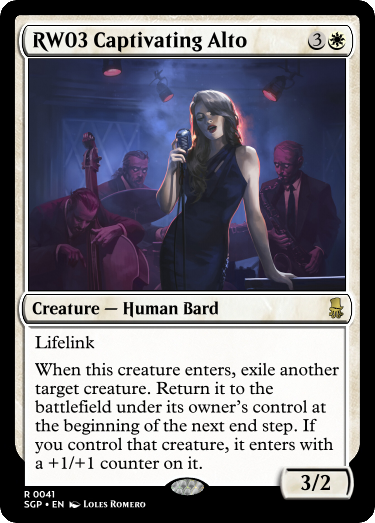 RW03 Captivating Alto 3
Creature — Human Bard
Lifelink
When this creature enters, exile another
target creature. Return it to the
battlefield under its owner's control at
the beginning of the next end step. If
you control that creature, it enters with
a +1/+1 counter on it.
3/2
R 0041
SGP • EN Loles Romero